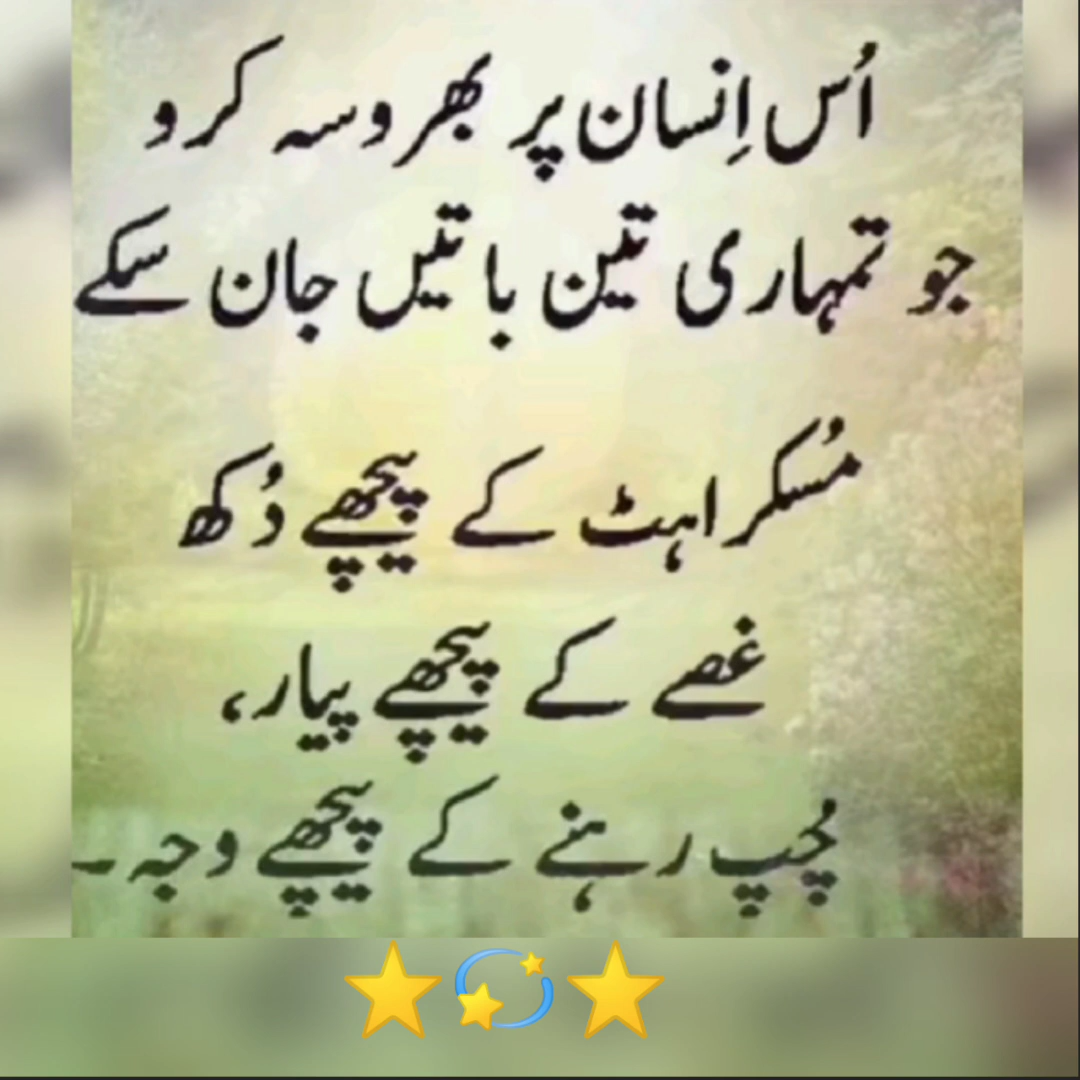 اُس اِنسان پر بھروسہ کرو
جو تمہاری تین باتیں جان سکے
مُسکراہٹ کے پیچھے دُکھ
غصے کے پیچھے پیار،
چُپ رہنے کے پیچھے وجہ۔